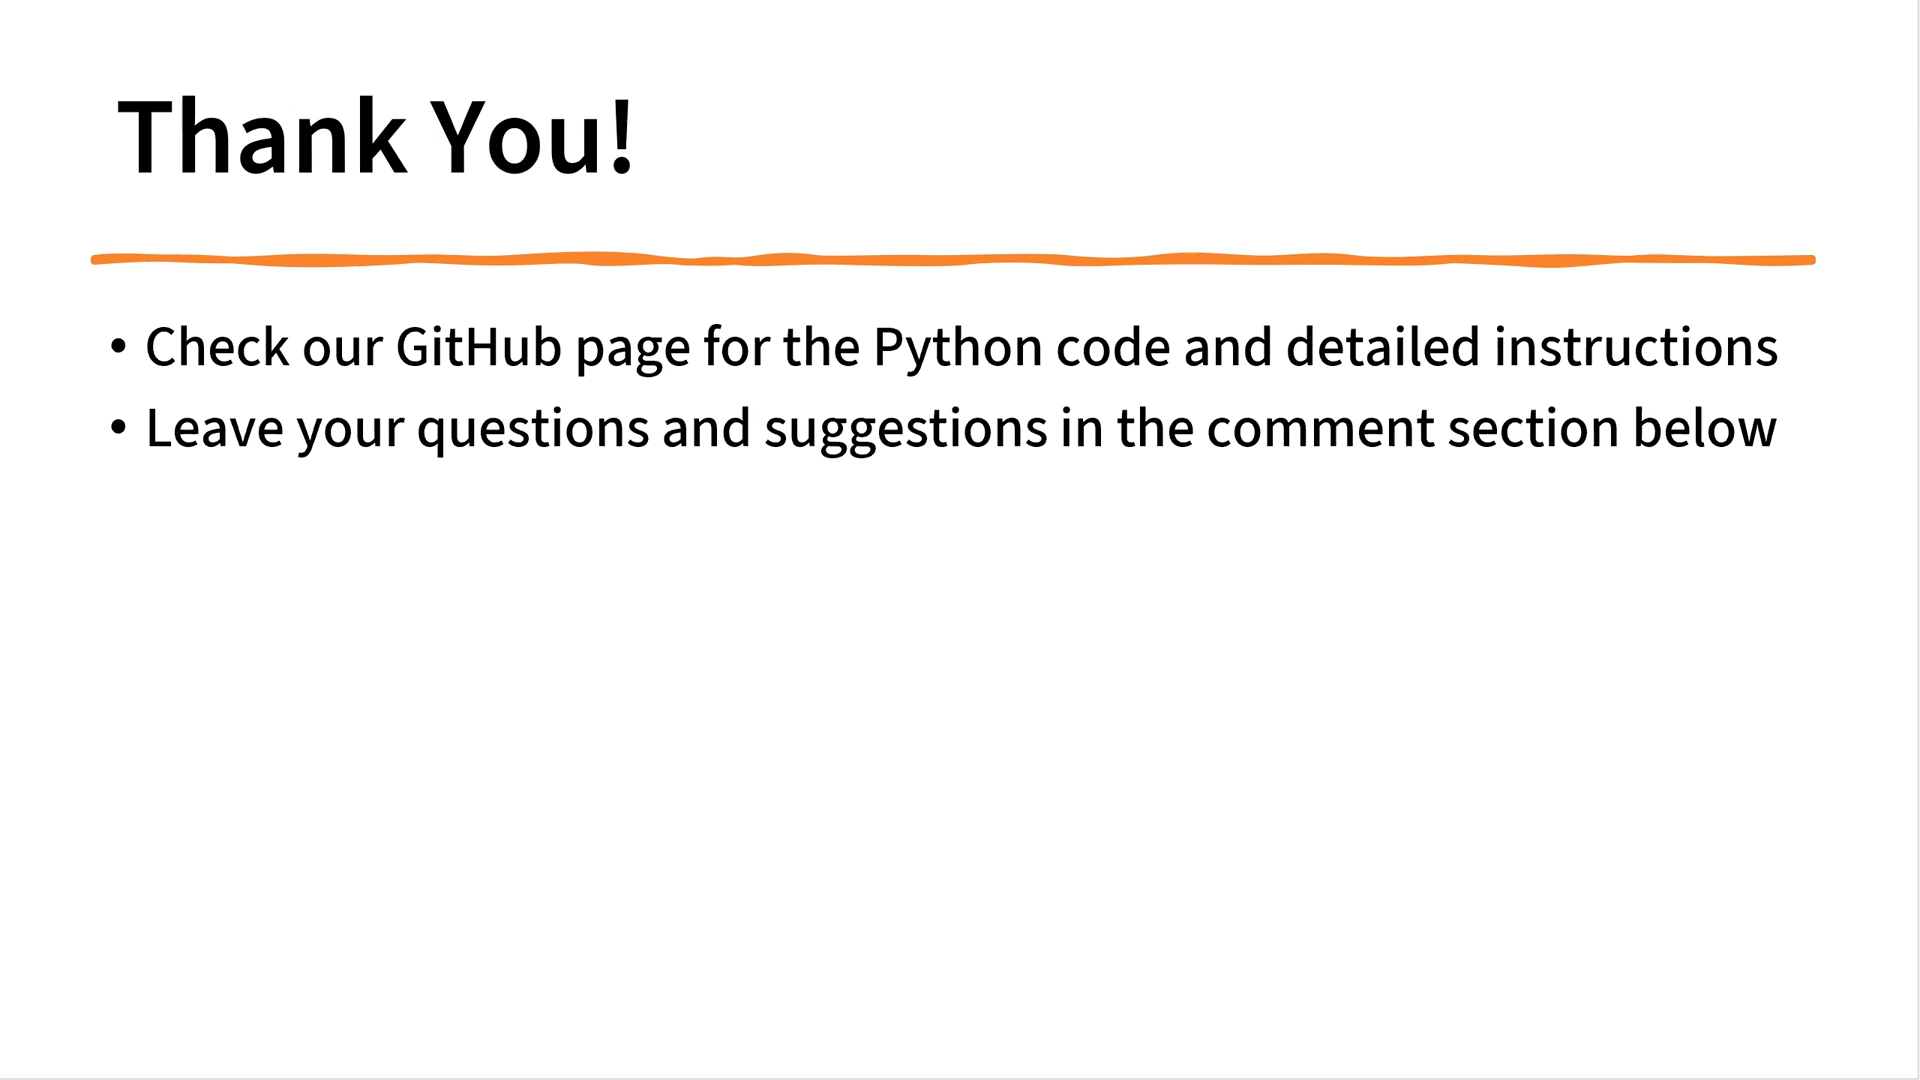 Thank You!
• Check our GitHub page for the Python code and detailed instructions
• Leave your questions and suggestions in the comment section below